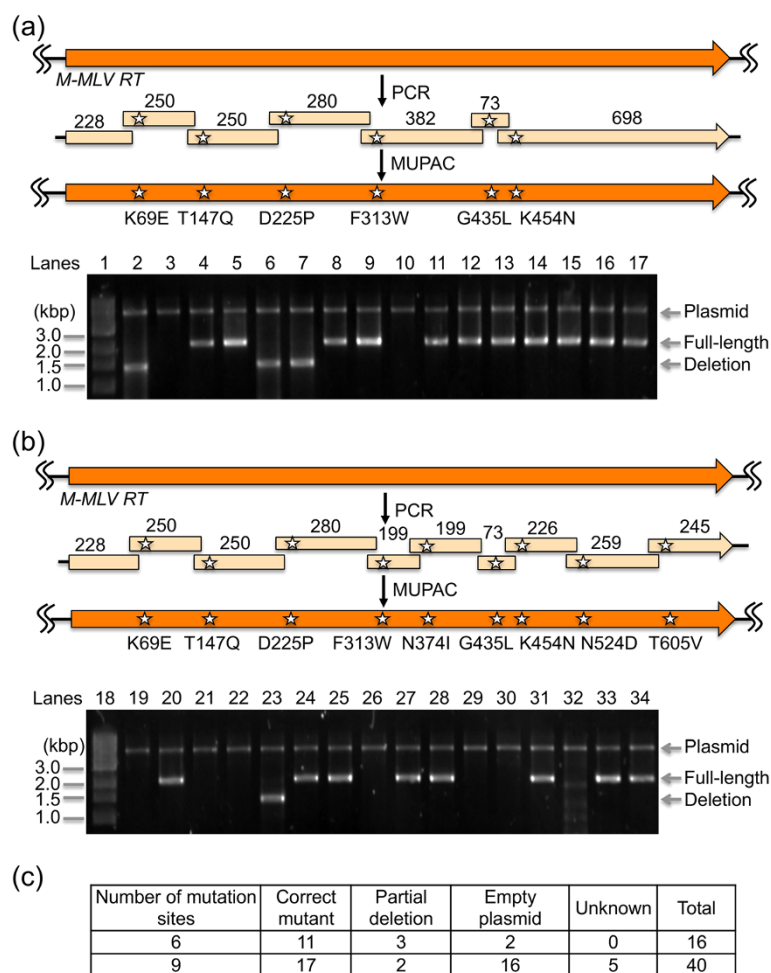 (a)
M-MLV RT
PCR
228 250 250 280 382 73 698
MUPAC
K69E T147Q D225P F313W G435L K454N
Lanes 1 2 3 4 5 6 7 8 9 10 11 12 13 14 15 16 17
(kbp)
Plasmid
3.0
Full-length
2.0
1.5
Deletion
1.0
(b)
M-MLV RT
PCR
228 250 250 280 199 199 73 226 259 245
MUPAC
K69E T147Q D225P F313W N374I G435L K454N N524D T605V
Lanes 18 19 20 21 22 23 24 25 26 27 28 29 30 31 32 33 34
(kbp)
Plasmid
3.0
Full-length
2.0
1.5
Deletion
1.0
(c)
Number of mutation sites Correct mutant Partial deletion Empty plasmid Unknown Total
6 11 3 2 0 16
9 17 2 16 5 40